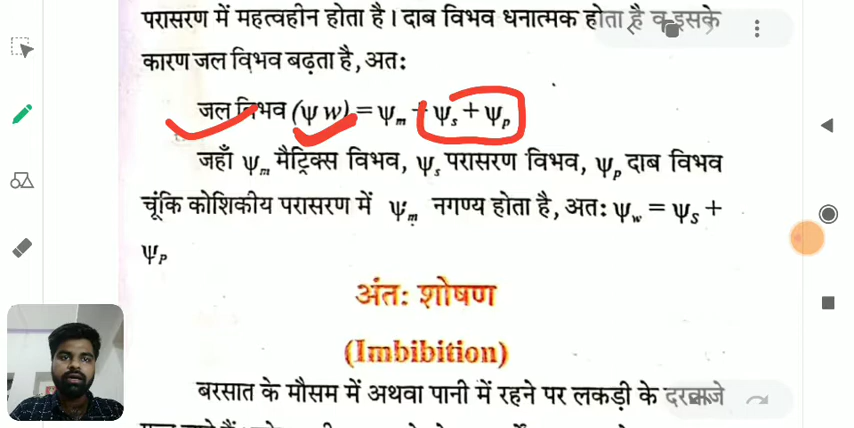 परासरण में महत्वहीन होता है। दाब विभव धनात्मक होता है व इसके
कारण जल विभव बढ़ता है, अतः
जल विभव (ψ w) = ψm + ψs + ψp
जहाँ ψm मैट्रिक्स विभव, ψs परासरण विभव, ψp दाब विभव
चूंकि कोशिकीय परासरण में ψm नगण्य होता है, अतः ψw = ψs +
ψp
अंतः शोषण
(Imbibition)
बरसात के मौसम में अथवा पानी में रहने पर लकड़ी के दरवाजे